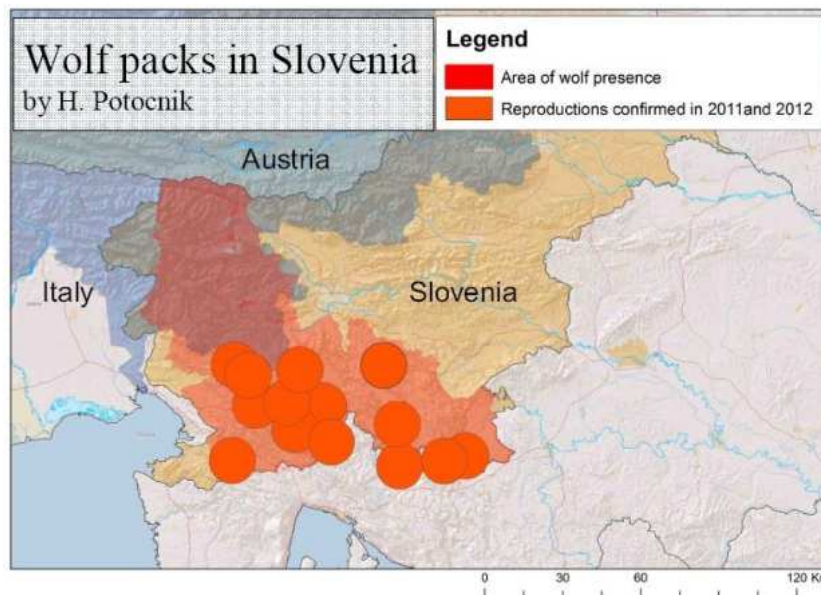 Wolf packs in Slovenia
by H. Potocnik
Legend
Area of wolf presence
Reproductions confirmed in 2011and 2012
Austria
Italy
Slovenia
0 30 60 120 K